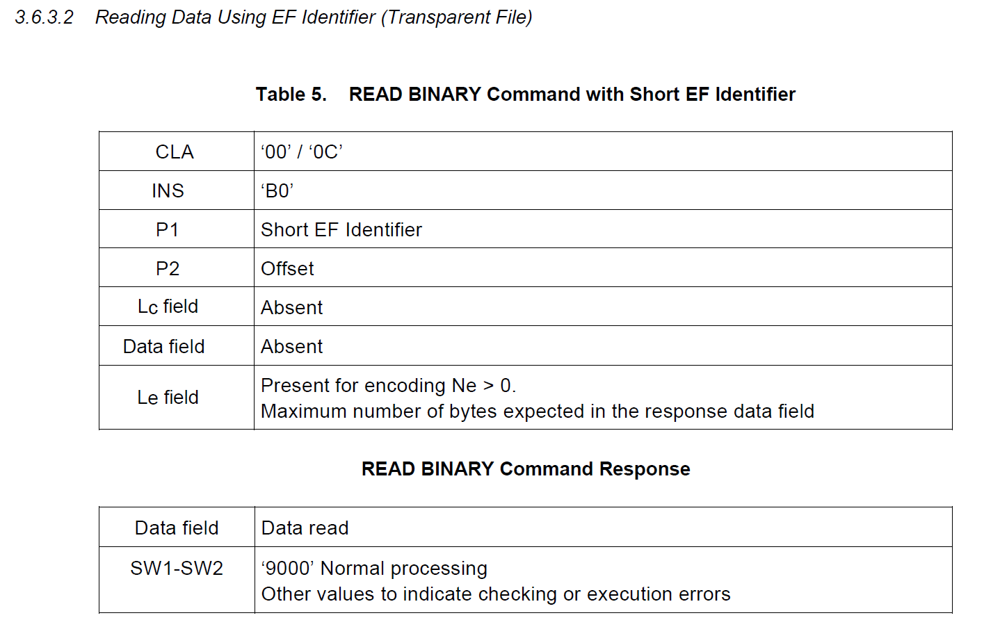 3.6.3.2 Reading Data Using EF Identifier (Transparent File)
Table 5. READ BINARY Command with Short EF Identifier
CLA ‘00’ / ‘0C’
INS ‘B0’
P1 Short EF Identifier
P2 Offset
Lc field Absent
Data field Absent
Le field Present for encoding Ne > 0.
Maximum number of bytes expected in the response data field
READ BINARY Command Response
Data field Data read
SW1-SW2 ‘9000’ Normal processing
Other values to indicate checking or execution errors